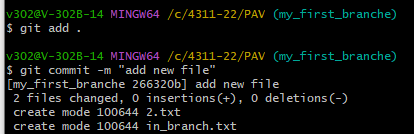 v302@V-302B-14 MINGW64 /c/4311-22/PAV (my_first_branche)
$ git add .
v302@V-302B-14 MINGW64 /c/4311-22/PAV (my_first_branche)
$ git commit -m "add new file"
[my_first_branche 266320b] add new file
 2 files changed, 0 insertions(+), 0 deletions(-)
 create mode 100644 2.txt
 create mode 100644 in_branch.txt